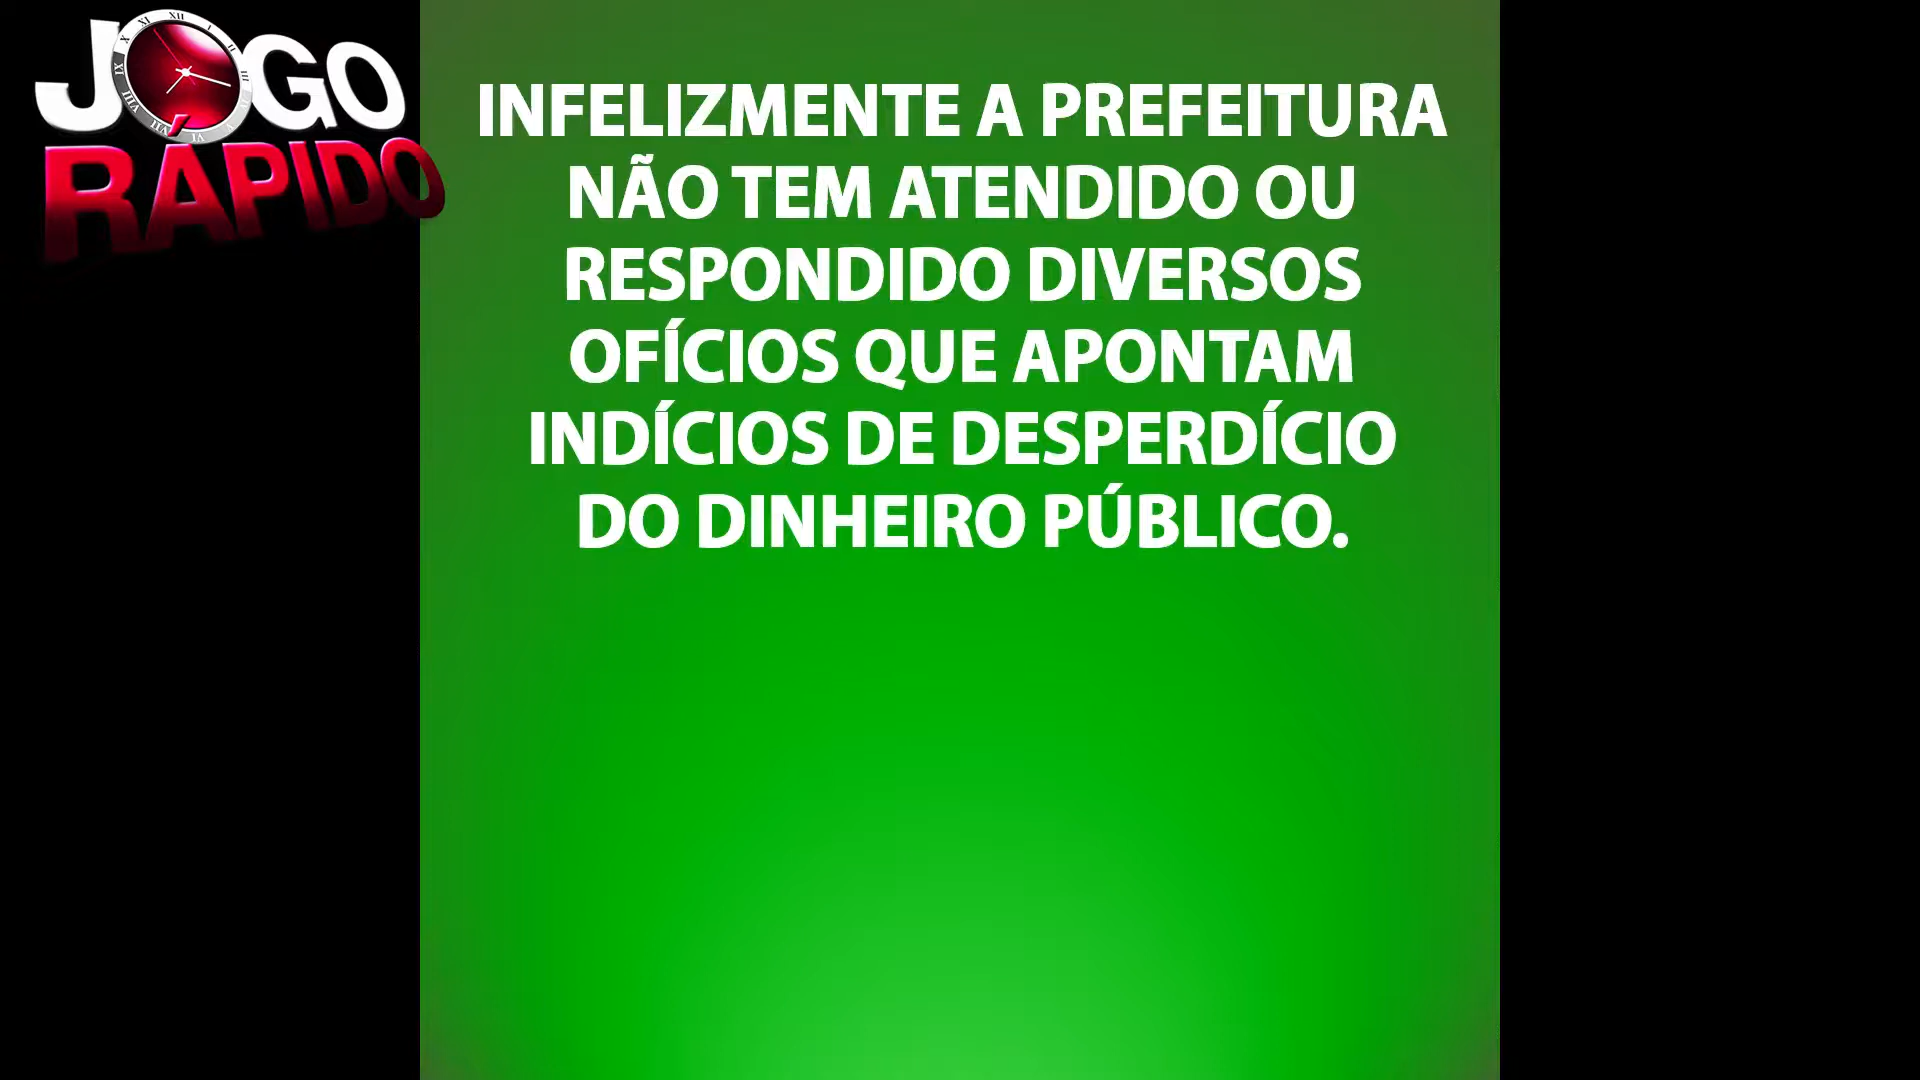 JOGO
RÁPIDO
INFELIZMENTE A PREFEITURA
NÃO TEM ATENDIDO OU
RESPONDIDO DIVERSOS
OFÍCIOS QUE APONTAM
INDÍCIOS DE DESPERDÍCIO
DO DINHEIRO PÚBLICO.